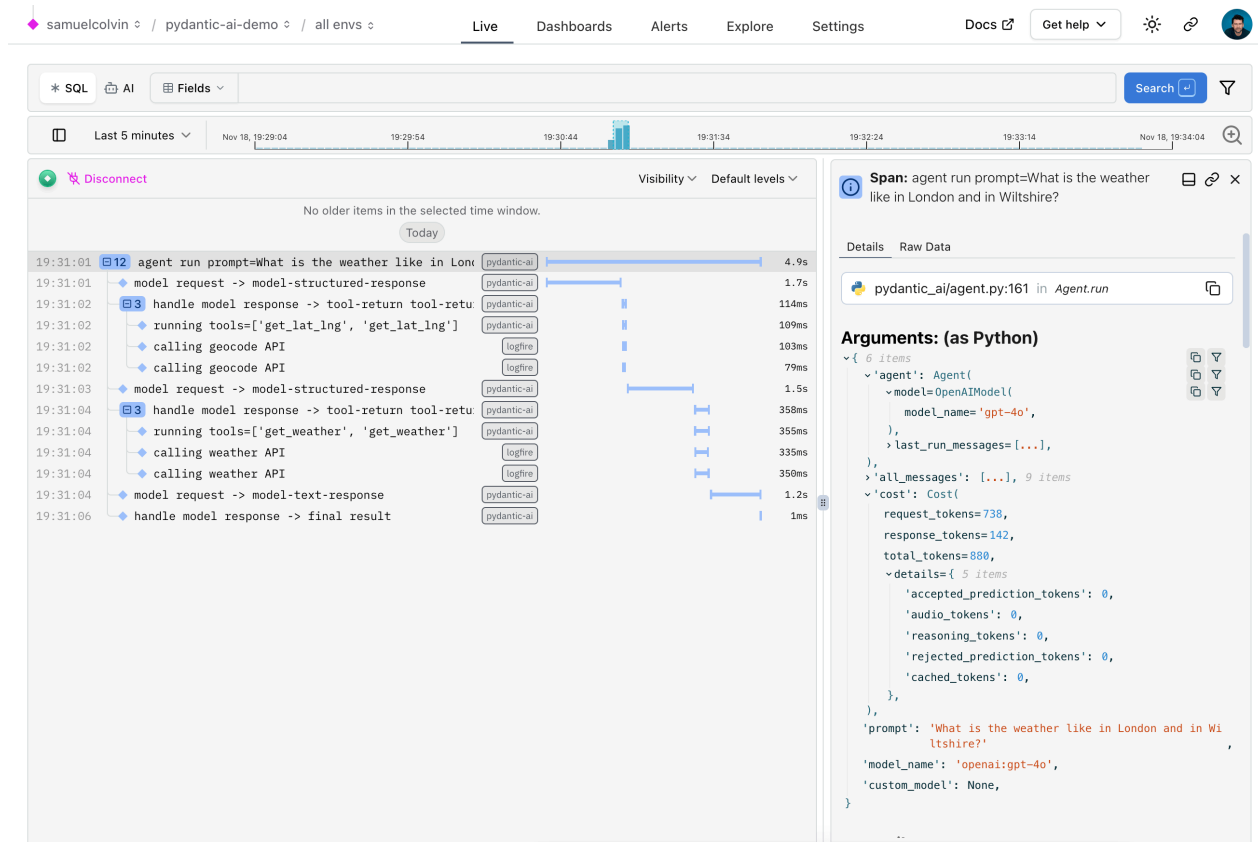 samuelcolvin / pydantic-ai-demo / all envs
Live Dashboards Alerts Explore Settings
Docs Get help
SQL AI Fields Search
Last 5 minutes
Nov 18, 19:29:04 19:29:54 19:30:44 19:31:34 19:32:24 19:33:14 Nov 18, 19:34:04
Disconnect Visibility Default levels
No older items in the selected time window.
Today
19:31:01 12 agent run prompt=What is the weather like in Lon pydantic-ai 4.9s
19:31:01 model request -> model-structured-response pydantic-ai 1.7s
19:31:02 3 handle model response -> tool-return tool-retu pydantic-ai 114ms
19:31:02 running tools=['get_lat_lng', 'get_lat_lng'] pydantic-ai 109ms
19:31:02 calling geocode API logfire 103ms
19:31:02 calling geocode API logfire 79ms
19:31:03 model request -> model-structured-response pydantic-ai 1.5s
19:31:04 3 handle model response -> tool-return tool-retu pydantic-ai 358ms
19:31:04 running tools=['get_weather', 'get_weather'] pydantic-ai 355ms
19:31:04 calling weather API logfire 335ms
19:31:04 calling weather API logfire 350ms
19:31:04 model request -> model-text-response pydantic-ai 1.2s
19:31:06 handle model response -> final result pydantic-ai 1ms
Span: agent run prompt=What is the weather
like in London and in Wiltshire?
Details Raw Data
pydantic_ai/agent.py:161 in Agent.run
Arguments: (as Python)
{ 6 items
'agent': Agent(
model=OpenAIModel(
model_name='gpt-4o',
),
last_run_messages=[...],
),
'all_messages': [...], 9 items
'cost': Cost(
request_tokens=738,
response_tokens=142,
total_tokens=880,
details={ 5 items
'accepted_prediction_tokens': 0,
'audio_tokens': 0,
'reasoning_tokens': 0,
'rejected_prediction_tokens': 0,
'cached_tokens': 0,
},
),
'prompt': 'What is the weather like in London and in Wi
ltshire?',
'model_name': 'openai:gpt-4o',
'custom_model': None,
}